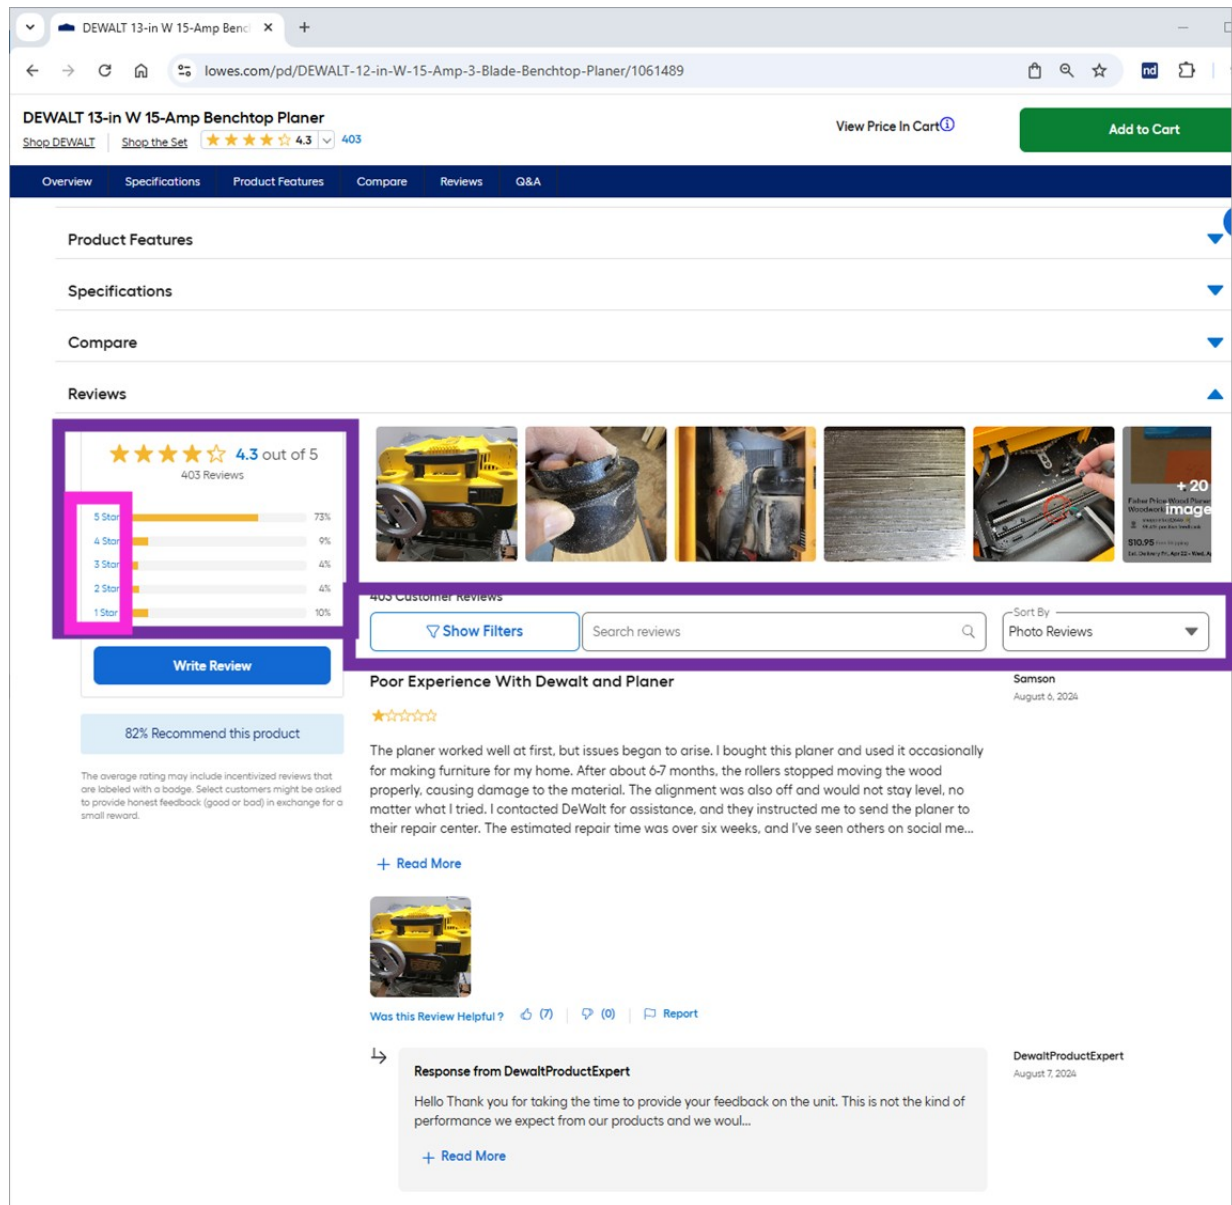 DEWALT 13-in W 15-Amp Benc
lowes.com/pd/DEWALT-12-in-W-15-Amp-3-Blade-Benchtop-Planer/1061489
nd
DEWALT 13-in W 15-Amp Benchtop Planer
Shop DEWALT Shop the Set 4.3 403
View Price In Cart
Add to Cart
Overview Specifications Product Features Compare Reviews Q&A
Product Features
Specifications
Compare
Reviews
4.3 out of 5
403 Reviews
5 Star 73%
4 Star 9%
3 Star 4%
2 Star 4%
1 Star 10%
Write Review
82% Recommend this product
The average rating may include incentivized reviews that
are labeled with a badge. Select customers might be asked
to provide honest feedback (good or bad) in exchange for a
small reward.
+ 20
image
$10.95
403 Customer Reviews
Show Filters
Search reviews
Sort By
Photo Reviews
Poor Experience With Dewalt and Planer
Samson
August 6, 2024
The planer worked well at first, but issues began to arise. I bought this planer and used it occasionally
for making furniture for my home. After about 6-7 months, the rollers stopped moving the wood
properly, causing damage to the material. The alignment was also off and would not stay level, no
matter what I tried. I contacted DeWalt for assistance, and they instructed me to send the planer to
their repair center. The estimated repair time was over six weeks, and I've seen others on social me...
+ Read More
Was this Review Helpful ? (7) (0) Report
Response from DewaltProductExpert
DewaltProductExpert
August 7, 2024
Hello Thank you for taking the time to provide your feedback on the unit. This is not the kind of
performance we expect from our products and we woul...
+ Read More